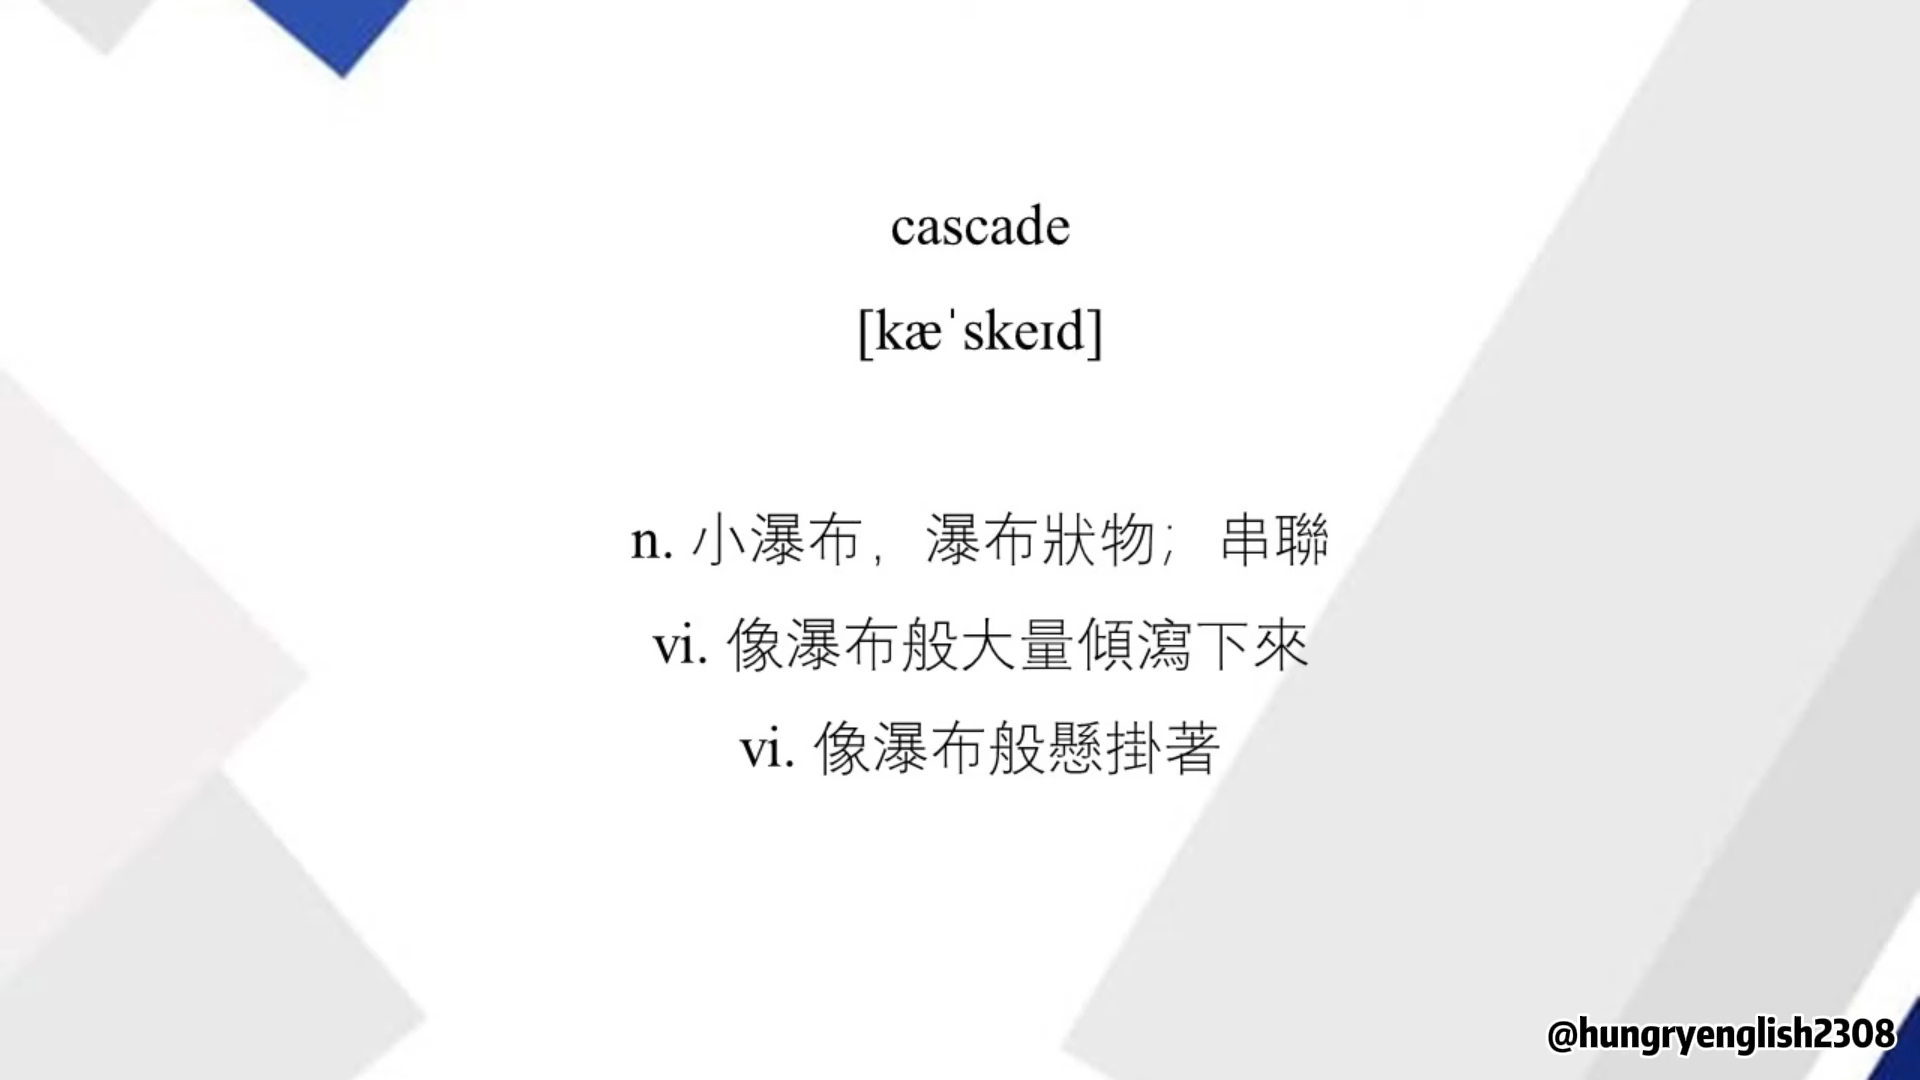 cascade
[kæˈskeɪd]
n. 小瀑布，瀑布狀物；串聯
vi. 像瀑布般大量傾瀉下來
vi. 像瀑布般懸掛著
@hungryenglish2308